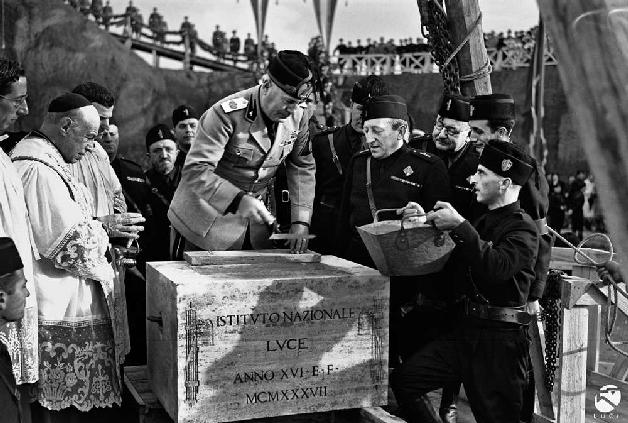 ISTITVTO NAZIONALE
LVCE
ANNO XVI · E · F ·
MCMXXXVII
LUCE